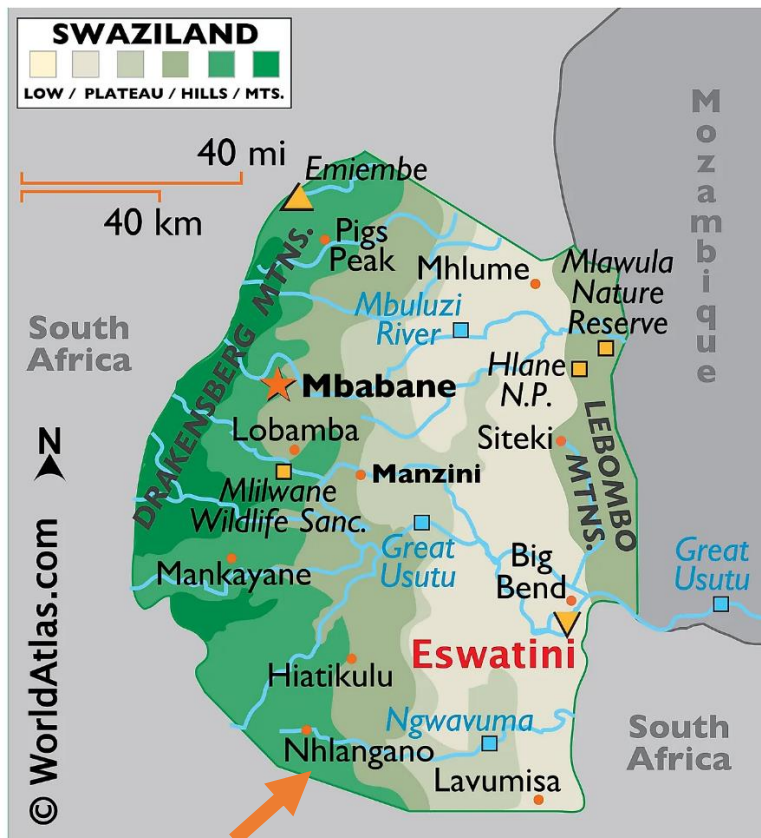 SWAZILAND
LOW / PLATEAU / HILLS / MTS.
40 mi
40 km
Emiembe
Pigs
Peak
Mozambique
Mhlume
Mlawula
Nature
Reserve
Mbuluzi
River
South
Africa
DRAKENSBERG MTNS.
Hlane
N.P.
Mbabane
LEBOMBO
MTNS.
Lobamba
Siteki
N
Manzini
Mlilwane
Wildlife Sanc.
Great
Usutu
Big
Bend
Great
Usutu
Mankayane
Eswatini
Hiatikulu
Ngwavuma
South
Africa
Nhlangano
Lavumisa
© WorldAtlas.com